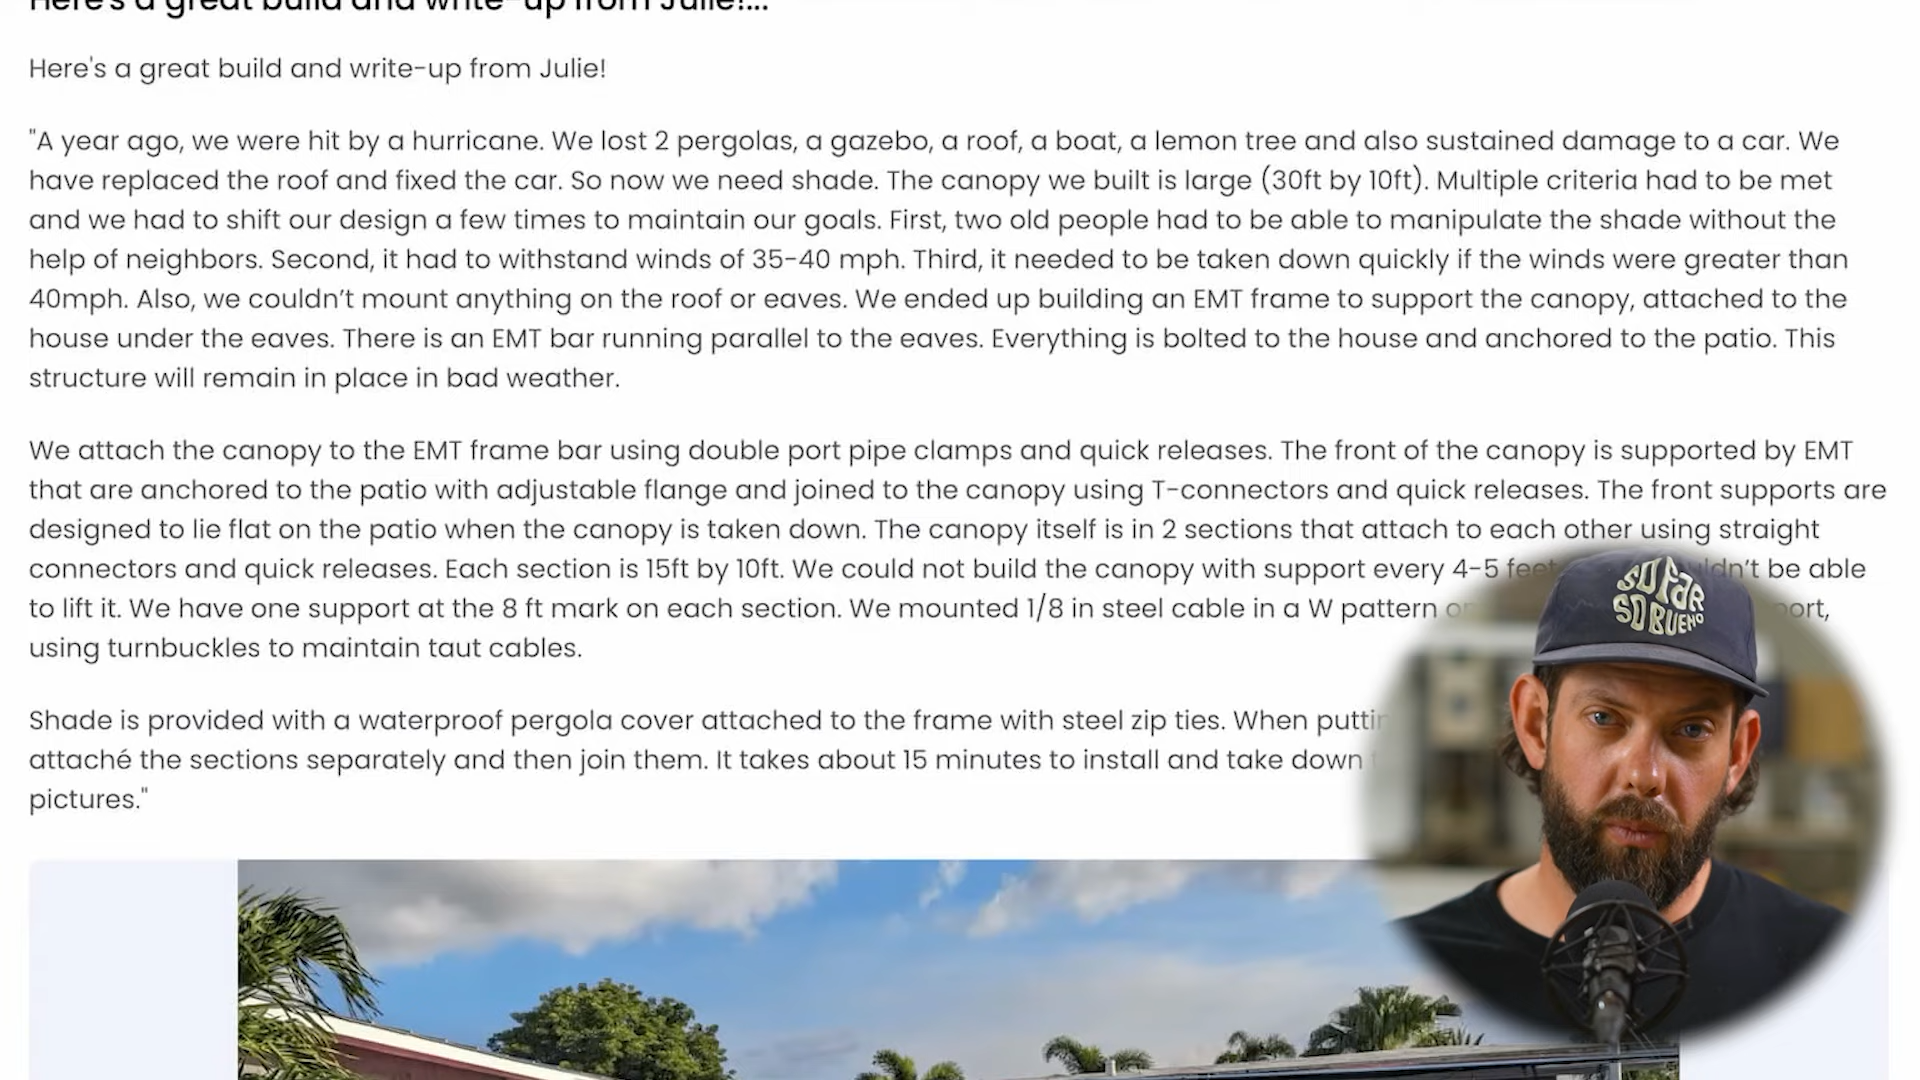 Here's a great build and write-up from Julie!...
Here's a great build and write-up from Julie!
"A year ago, we were hit by a hurricane. We lost 2 pergolas, a gazebo, a roof, a boat, a lemon tree and also sustained damage to a car. We
have replaced the roof and fixed the car. So now we need shade. The canopy we built is large (30ft by 10ft). Multiple criteria had to be met
and we had to shift our design a few times to maintain our goals. First, two old people had to be able to manipulate the shade without the
help of neighbors. Second, it had to withstand winds of 35-40 mph. Third, it needed to be taken down quickly if the winds were greater than
40mph. Also, we couldn't mount anything on the roof or eaves. We ended up building an EMT frame to support the canopy, attached to the
house under the eaves. There is an EMT bar running parallel to the eaves. Everything is bolted to the house and anchored to the patio. This
structure will remain in place in bad weather.
We attach the canopy to the EMT frame bar using double port pipe clamps and quick releases. The front of the canopy is supported by EMT
that are anchored to the patio with adjustable flange and joined to the canopy using T-connectors and quick releases. The front supports are
designed to lie flat on the patio when the canopy is taken down. The canopy itself is in 2 sections that attach to each other using straight
connectors and quick releases. Each section is 15ft by 10ft. We could not build the canopy with support every 4-5 feet be able
to lift it. We have one support at the 8 ft mark on each section. We mounted 1/8 in steel cable in a W pattern
using turnbuckles to maintain taut cables.
Shade is provided with a waterproof pergola cover attached to the frame with steel zip ties. When
attaché the sections separately and then join them. It takes about 15 minutes to install and take down
pictures."
SO FAR
SO BUENO